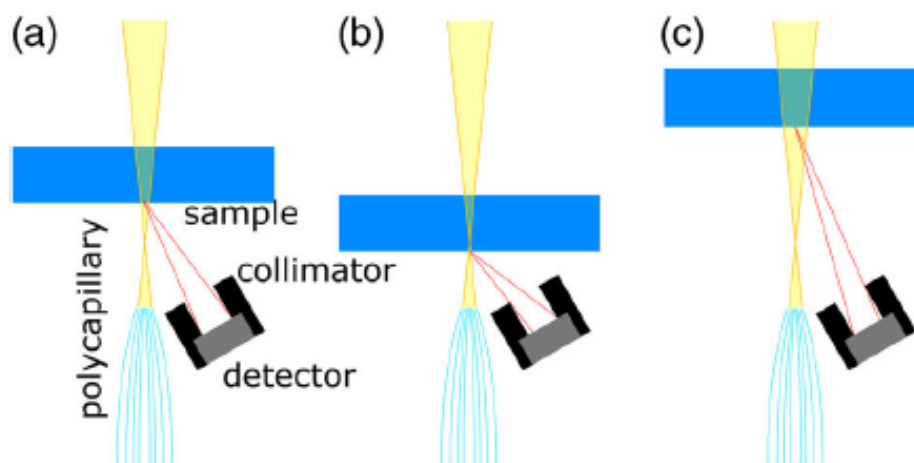 (a)
(b)
(c)
sample
polycapillary
collimator
detector